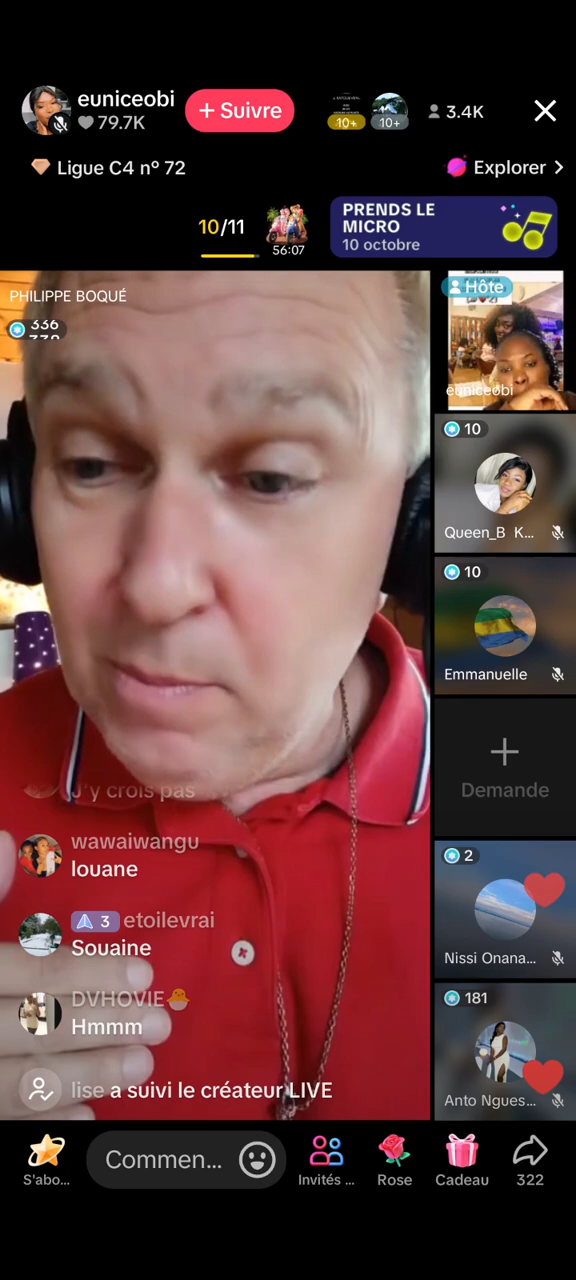 euniceobi
79.7K
+ Suivre
10+
10+
3.4K
Ligue C4 nº 72
Explorer
10/11
56:07
PRENDS LE
MICRO
10 octobre
PHILIPPE BOQUÉ
336
Hôte
euniceobi
10
Queen_B K...
10
Emmanuelle
Demande
2
Nissi Onana...
181
Anto Ngues...
J'y crois pas
wawaiwangu
louane
3 etoilevrai
Souaine
DVHOVIE🐣
Hmmm
lise a suivi le créateur LIVE
S'abo...
Commen...
Invités ...
Rose
Cadeau
322